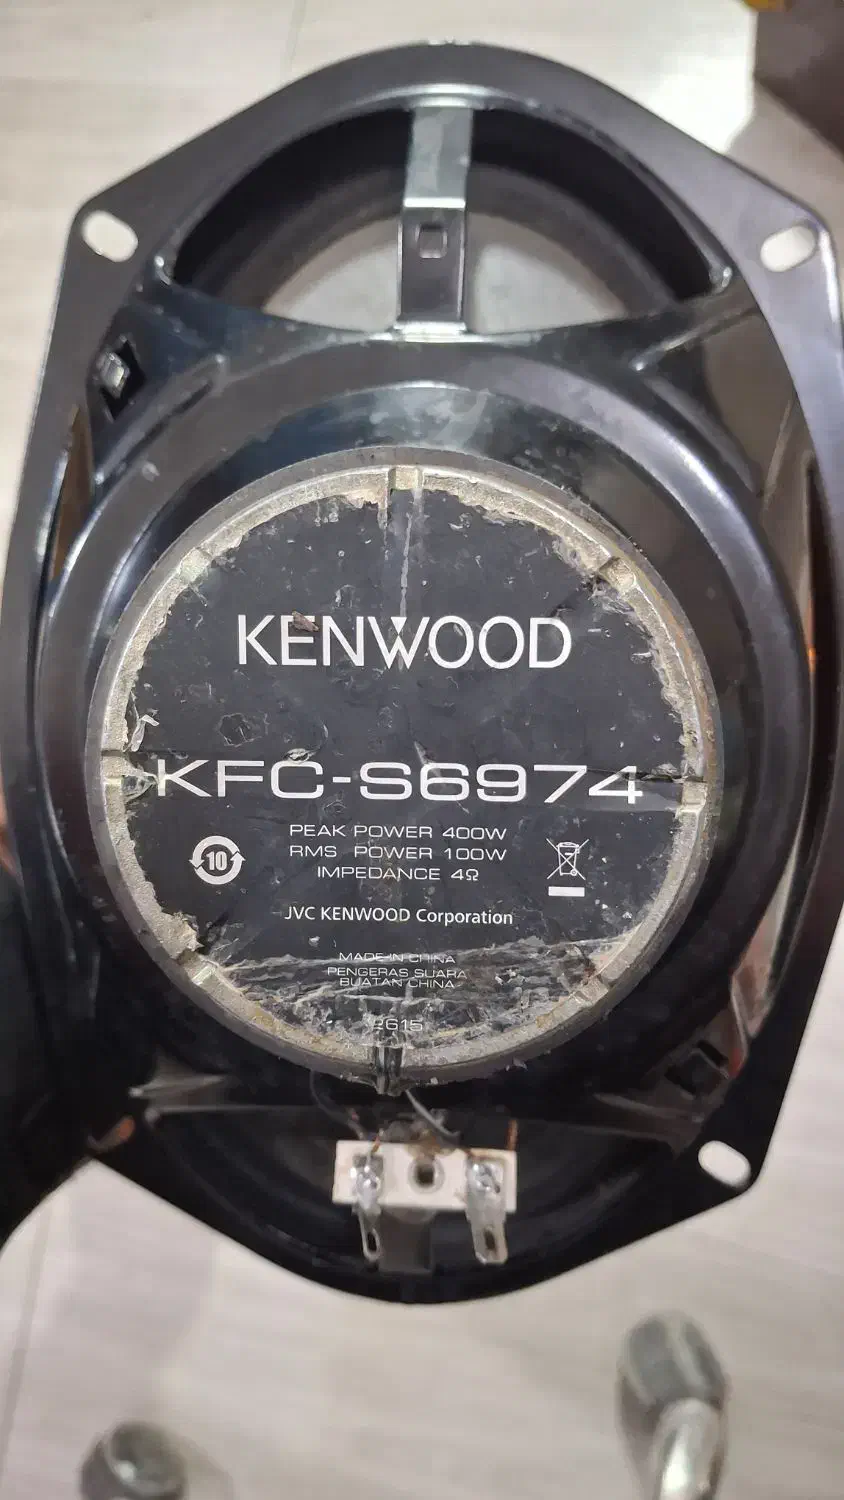 KENWOOD
KFC-S6974
PEAK POWER 400W
RMS POWER 100W
IMPEDANCE 4Ω
10
JVC KENWOOD Corporation
MADE IN CHINA
PENGERAS SUARA
BUATAN CHINA
2615